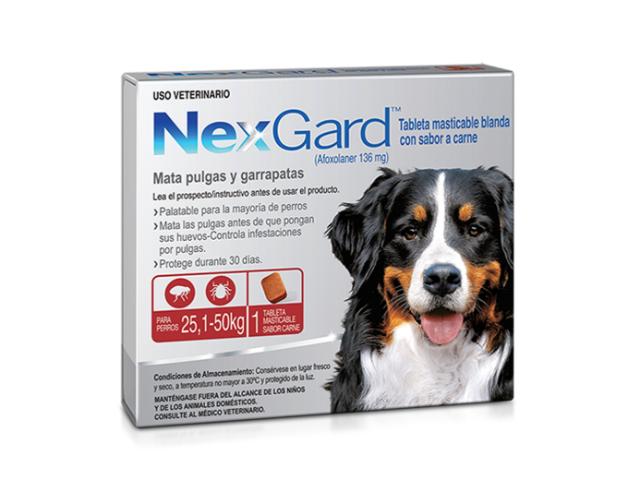 USO VETERINARIO
NexGard™
(Afoxolaner 136 mg)
Tableta masticable blanda
con sabor a carne
Mata pulgas y garrapatas
Lea el prospecto/instructivo antes de usar el producto.
>Palatable para la mayoría de perros
>Mata las pulgas antes de que pongan
sus huevos-Controla infestaciones
por pulgas.
>Protege durante 30 días.
PARA
PERROS 25,1-50kg
1 TABLETA
MASTICABLE
SABOR CARNE
Condiciones de Almacenamiento: Consérvese en lugar fresco
y seco, a temperatura no mayor a 30ºC y protegido de la luz.
MANTÉNGASE FUERA DEL ALCANCE DE LOS NIÑOS
Y DE LOS ANIMALES DOMÉSTICOS.
CONSULTE AL MÉDICO VETERINARIO.
NexGard